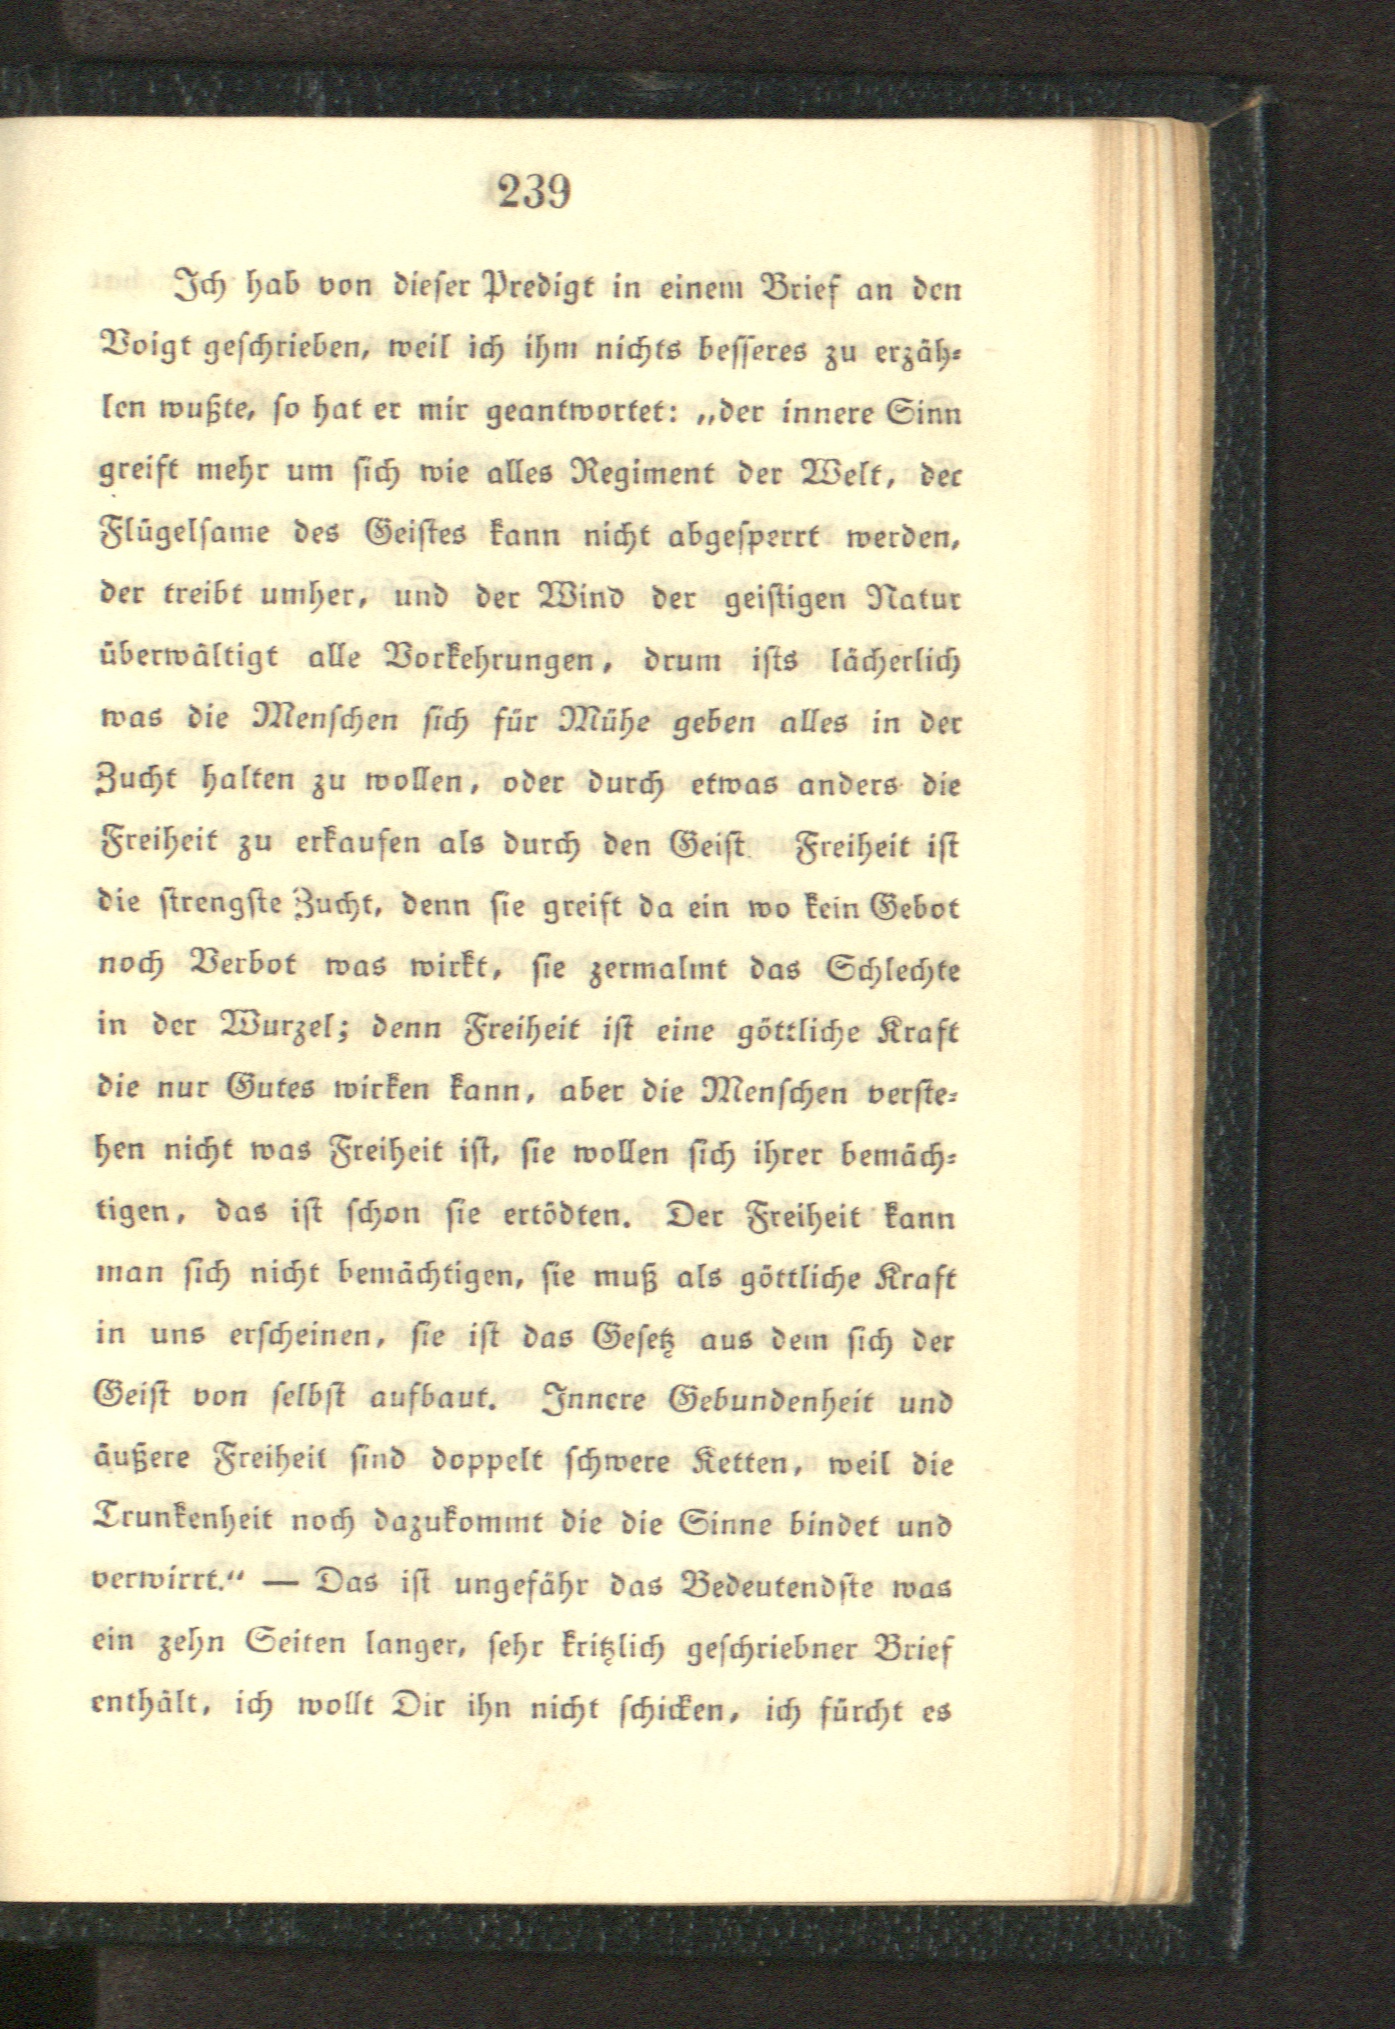 239
Ich hab von dieser Predigt in einem Brief an den
Voigt geschrieben, weil ich ihm nichts besseres zu erzäh-
len wußte, so hat er mir geantwortet: „der innere Sinn
greift mehr um sich wie alles Regiment der Welt, der
Flügelsame des Geistes kann nicht abgesperrt werden,
der treibt umher, und der Wind der geistigen Natur
überwältigt alle Vorkehrungen, drum ists lächerlich
was die Menschen sich für Mühe geben alles in der
Zucht halten zu wollen, oder durch etwas anders die
Freiheit zu erkaufen als durch den Geist. Freiheit ist
die strengste Zucht, denn sie greift da ein wo kein Gebot
noch Verbot was wirkt, sie zermalmt das Schlechte
in der Wurzel; denn Freiheit ist eine göttliche Kraft
die nur Gutes wirken kann, aber die Menschen verste-
hen nicht was Freiheit ist, sie wollen sich ihrer bemäch-
tigen, das ist schon sie ertödten. Der Freiheit kann
man sich nicht bemächtigen, sie muß als göttliche Kraft
in uns erscheinen, sie ist das Gesetz aus dem sich der
Geist von selbst aufbaut. Innere Gebundenheit und
äußere Freiheit sind doppelt schwere Ketten, weil die
Trunkenheit noch dazukommt die die Sinne bindet und
verwirrt.“ — Das ist ungefähr das Bedeutendste was
ein zehn Seiten langer, sehr kritzlich geschriebner Brief
enthält, ich wollt Dir ihn nicht schicken, ich fürcht es